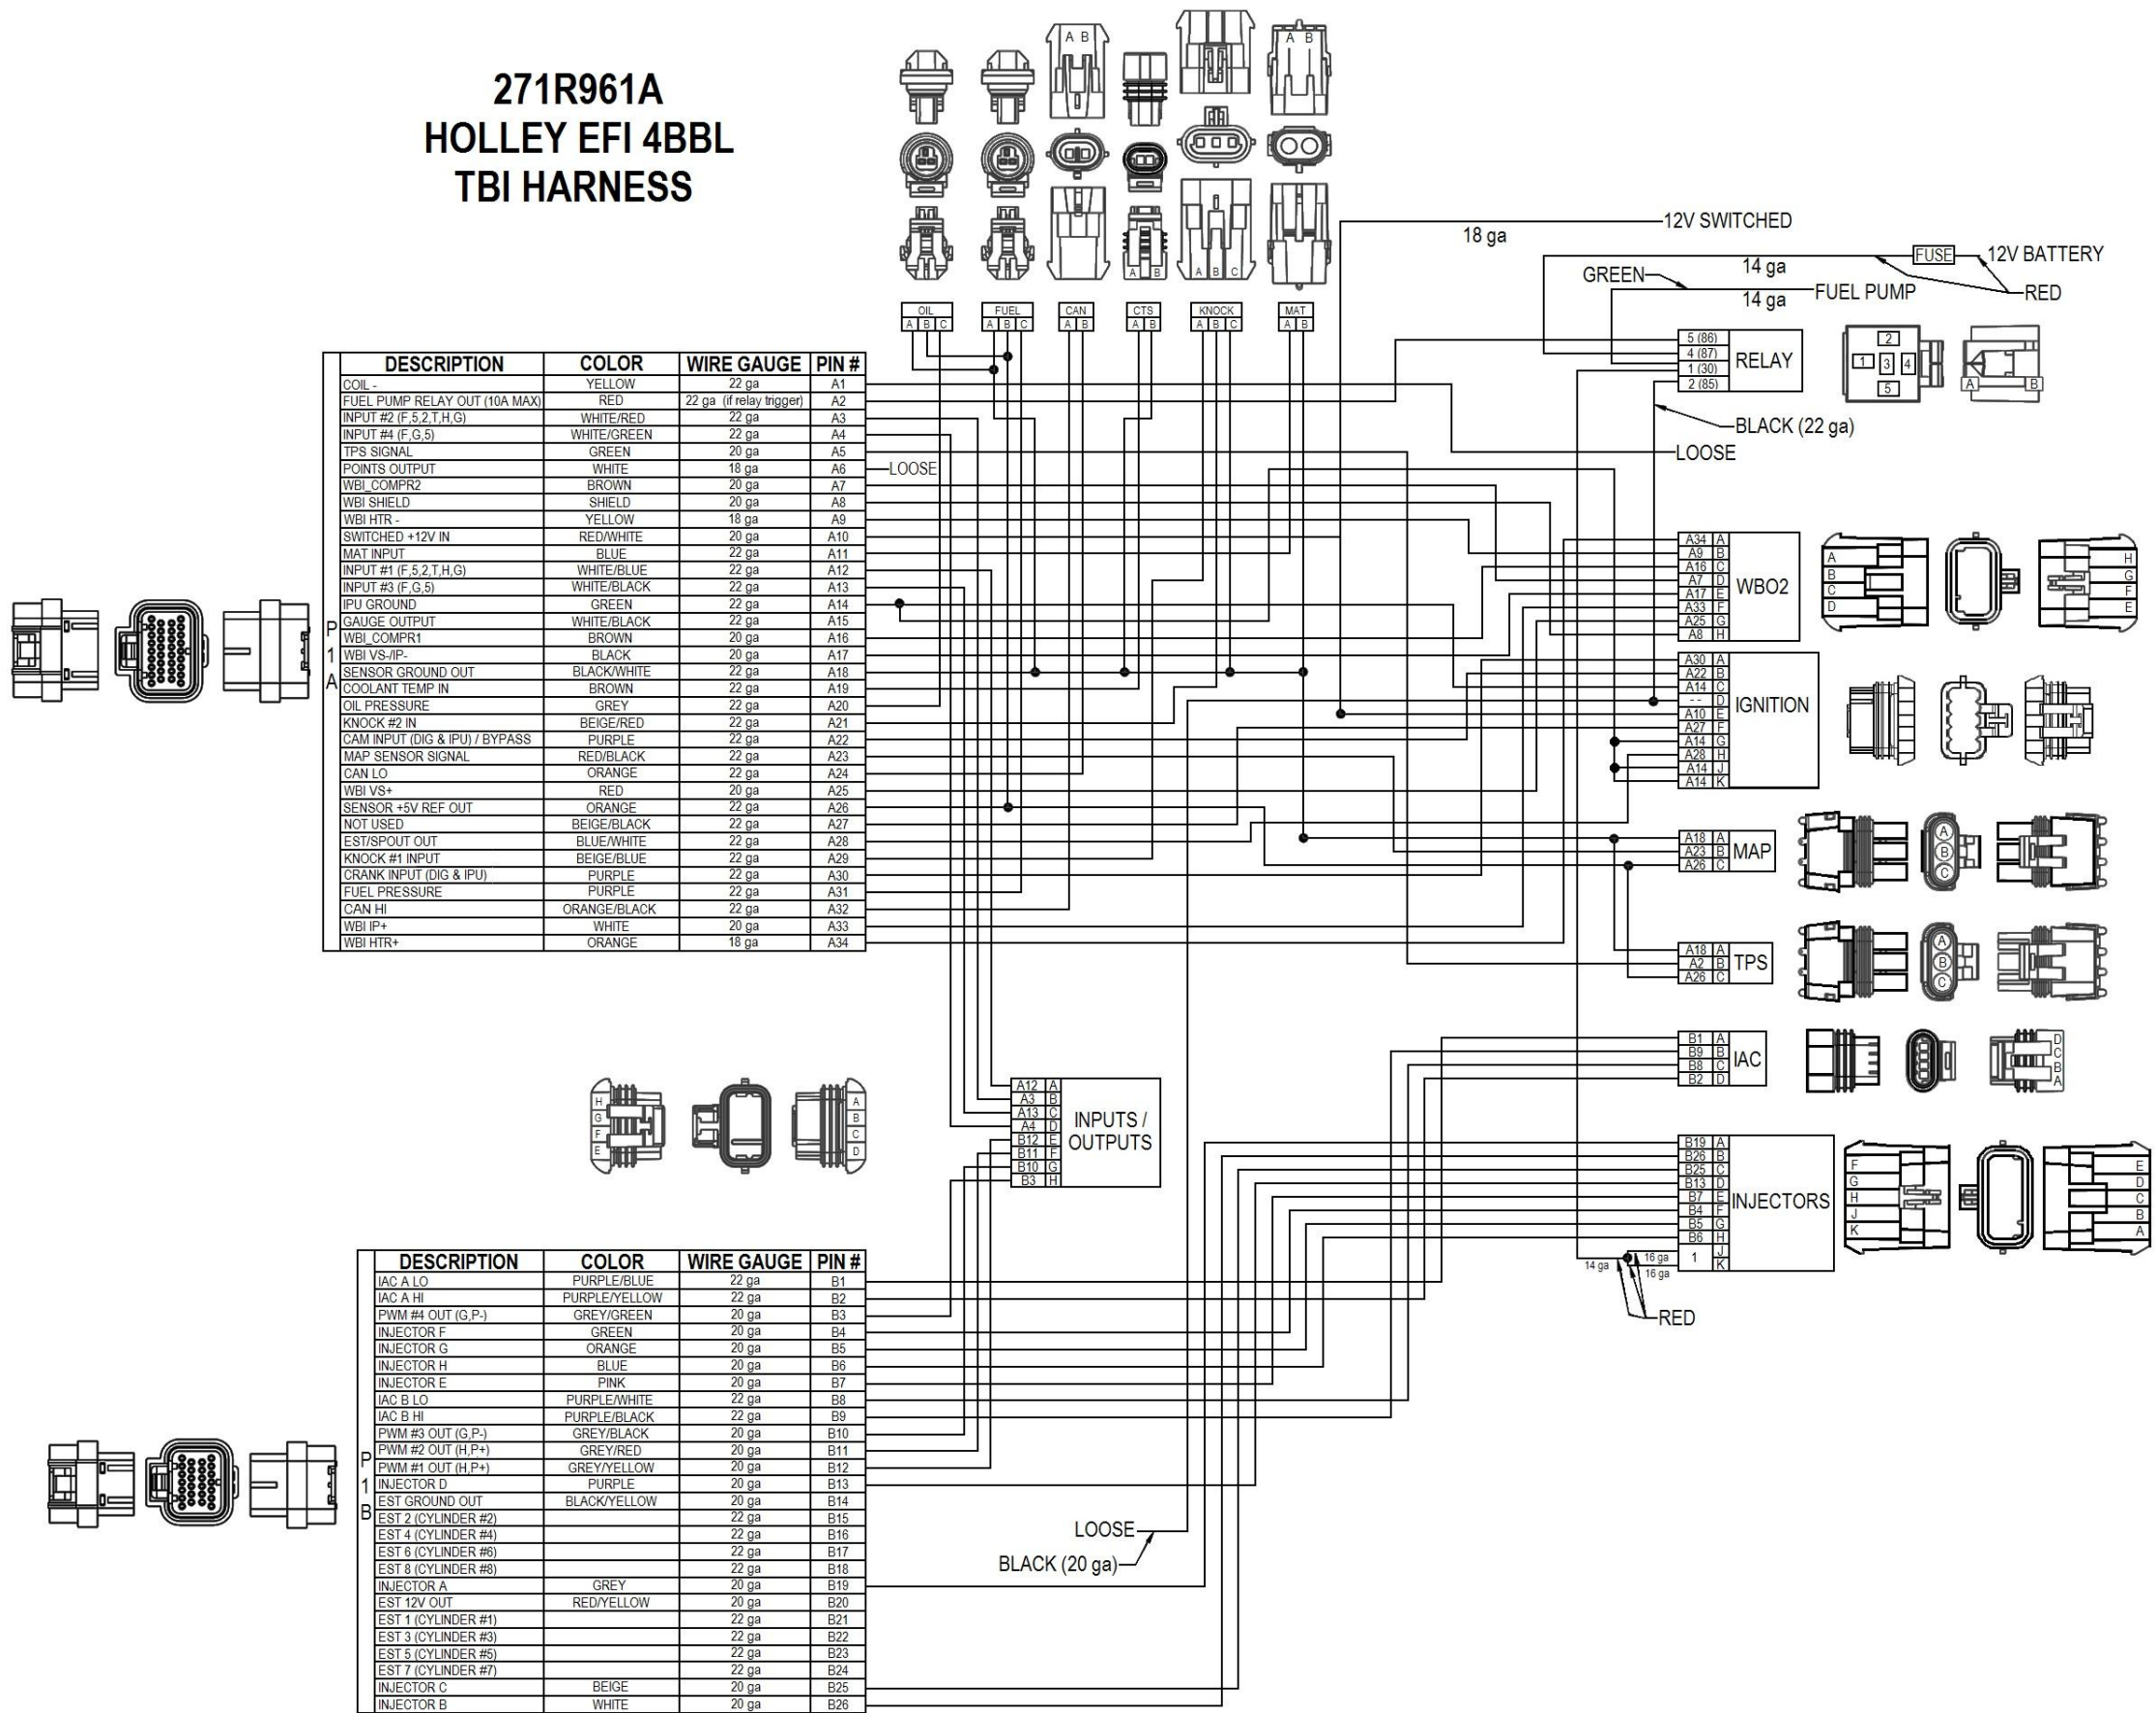 271R961A
HOLLEY EFI 4BBL
TBI HARNESS
A B
A B
A B
A B C
12V SWITCHED
18 ga
FUSE
12V BATTERY
14 ga
GREEN
14 ga
FUEL PUMP
RED
OIL
A B C
FUEL
A B C
CAN
A B
CTS
A B
KNOCK
A B C
MAT
A B
5 (86)
4 (87)
1 (30)
2 (85)
RELAY
2
1 3 4
5
A B
BLACK (22 ga)
LOOSE
P1A
DESCRIPTION COLOR WIRE GAUGE PIN #
COIL - YELLOW 22 ga A1
FUEL PUMP RELAY OUT (10A MAX) RED 22 ga (if relay trigger) A2
INPUT #2 (F,5,2,T,H,G) WHITE/RED 22 ga A3
INPUT #4 (F,G,5) WHITE/GREEN 22 ga A4
TPS SIGNAL GREEN 20 ga A5
POINTS OUTPUT WHITE 18 ga A6 LOOSE
WBI_COMPR2 BROWN 20 ga A7
WBI SHIELD SHIELD 20 ga A8
WBI HTR - YELLOW 18 ga A9
SWITCHED +12V IN RED/WHITE 20 ga A10
MAT INPUT BLUE 22 ga A11
INPUT #1 (F,5,2,T,H,G) WHITE/BLUE 22 ga A12
INPUT #3 (F,G,5) WHITE/BLACK 22 ga A13
IPU GROUND GREEN 22 ga A14
GAUGE OUTPUT WHITE/BLACK 22 ga A15
WBI_COMPR1 BROWN 20 ga A16
WBI VS-/IP- BLACK 20 ga A17
SENSOR GROUND OUT BLACK/WHITE 22 ga A18
COOLANT TEMP IN BROWN 22 ga A19
OIL PRESSURE GREY 22 ga A20
KNOCK #2 IN BEIGE/RED 22 ga A21
CAM INPUT (DIG & IPU) / BYPASS PURPLE 22 ga A22
MAP SENSOR SIGNAL RED/BLACK 22 ga A23
CAN LO ORANGE 22 ga A24
WBI VS+ RED 20 ga A25
SENSOR +5V REF OUT ORANGE 22 ga A26
NOT USED BEIGE/BLACK 22 ga A27
EST/SPOUT OUT BLUE/WHITE 22 ga A28
KNOCK #1 INPUT BEIGE/BLUE 22 ga A29
CRANK INPUT (DIG & IPU) PURPLE 22 ga A30
FUEL PRESSURE PURPLE 22 ga A31
CAN HI ORANGE/BLACK 22 ga A32
WBI IP+ WHITE 20 ga A33
WBI HTR+ ORANGE 18 ga A34
A34 A
A9 B
A16 C
A7 D
A17 E
A33 F
A25 G
A8 H
WBO2
A
B
C
D
H
G
F
E
A30 A
A22 B
A14 C
- - D
A10 E
A27 F
A14 G
A28 H
A14 J
A14 K
IGNITION
A18 A
A23 B
A26 C
MAP
A
B
C
A18 A
A2 B
A26 C
TPS
A
B
C
B1 A
B9 B
B8 C
B2 D
IAC
D
C
B
A
H
G
F
E
A
B
C
D
A12 A
A3 B
A13 C
A4 D
B12 E
B11 F
B10 G
B3 H
INPUTS /
OUTPUTS
B19 A
B26 B
B25 C
B13 D
B7 E
B4 F
B5 G
B6 H
1 J
K
INJECTORS
F
G
H
J
K
E
D
C
B
A
14 ga
16 ga
16 ga
RED
P1B
DESCRIPTION COLOR WIRE GAUGE PIN #
IAC A LO PURPLE/BLUE 22 ga B1
IAC A HI PURPLE/YELLOW 22 ga B2
PWM #4 OUT (G,P-) GREY/GREEN 20 ga B3
INJECTOR F GREEN 20 ga B4
INJECTOR G ORANGE 20 ga B5
INJECTOR H BLUE 20 ga B6
INJECTOR E PINK 20 ga B7
IAC B LO PURPLE/WHITE 22 ga B8
IAC B HI PURPLE/BLACK 22 ga B9
PWM #3 OUT (G,P-) GREY/BLACK 20 ga B10
PWM #2 OUT (H,P+) GREY/RED 20 ga B11
PWM #1 OUT (H,P+) GREY/YELLOW 20 ga B12
INJECTOR D PURPLE 20 ga B13
EST GROUND OUT BLACK/YELLOW 20 ga B14
EST 2 (CYLINDER #2) 22 ga B15
EST 4 (CYLINDER #4) 22 ga B16
EST 6 (CYLINDER #6) 22 ga B17
EST 8 (CYLINDER #8) 22 ga B18
INJECTOR A GREY 20 ga B19
EST 12V OUT RED/YELLOW 20 ga B20
EST 1 (CYLINDER #1) 22 ga B21
EST 3 (CYLINDER #3) 22 ga B22
EST 5 (CYLINDER #5) 22 ga B23
EST 7 (CYLINDER #7) 22 ga B24
INJECTOR C BEIGE 20 ga B25
INJECTOR B WHITE 20 ga B26
LOOSE
BLACK (20 ga)